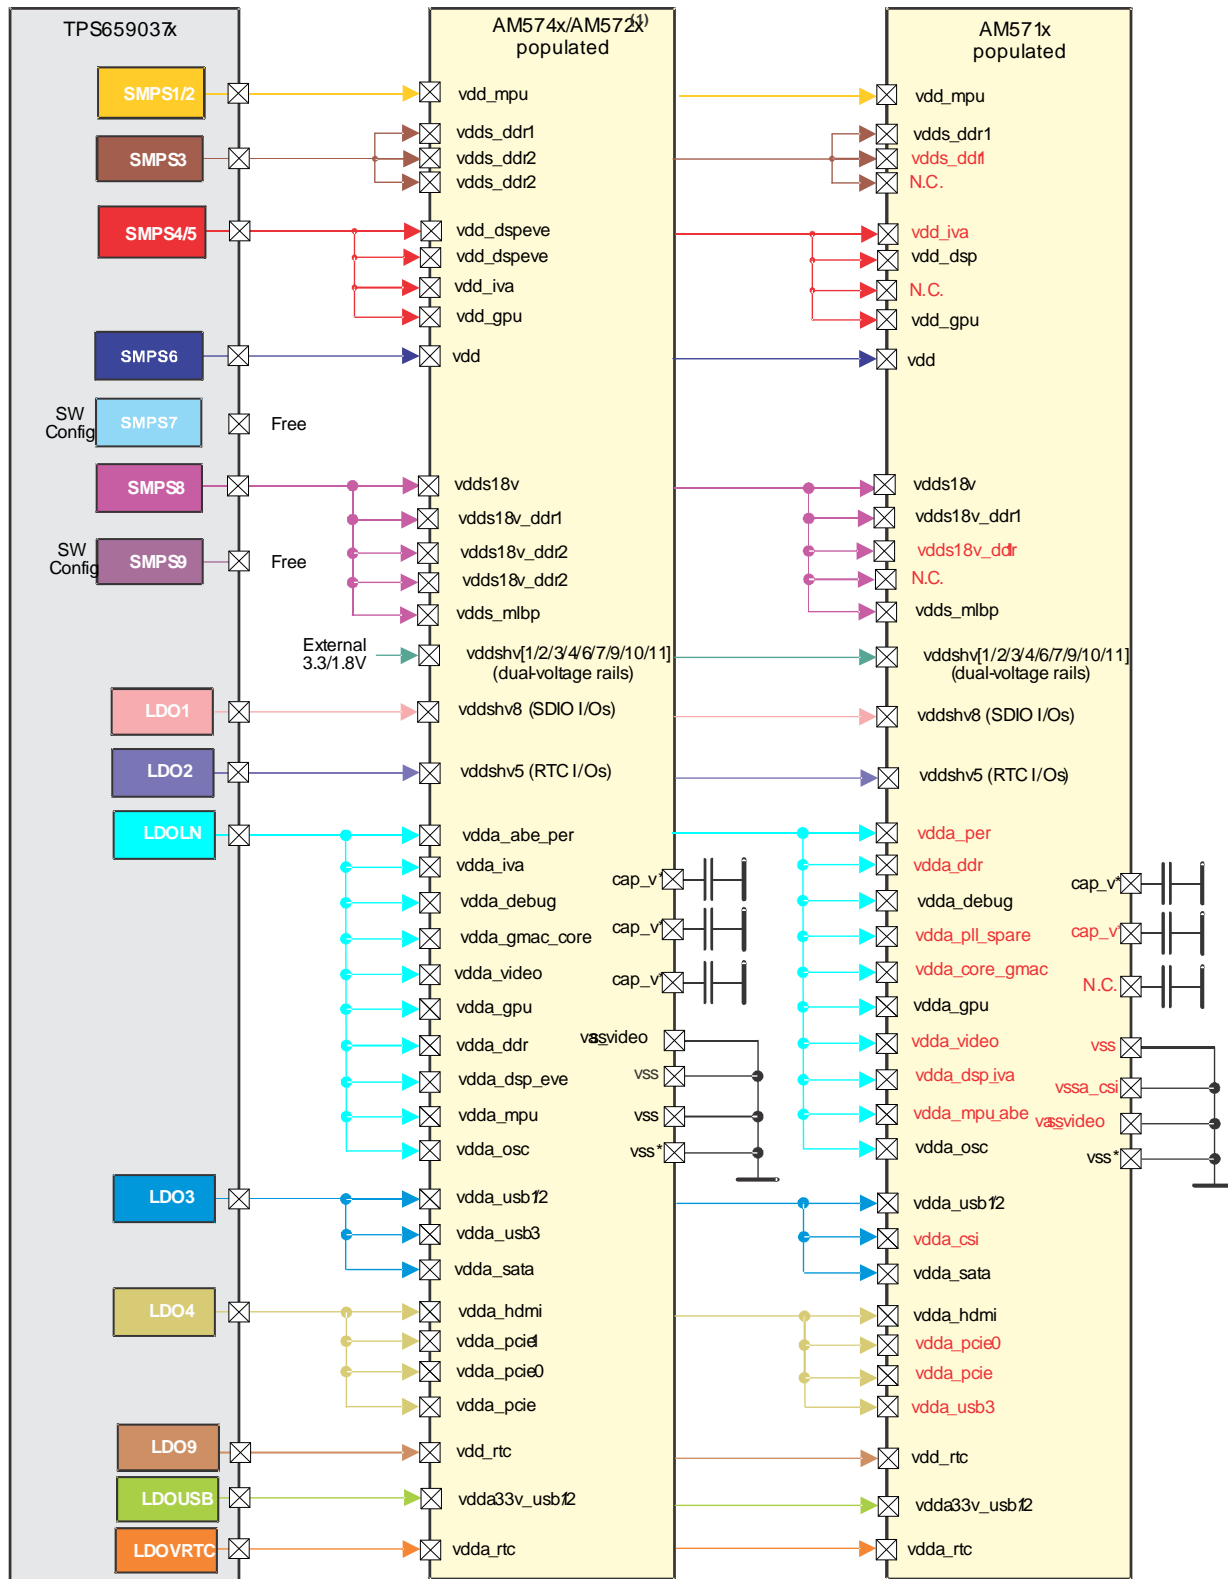 TPS659037x
SMPS1/2
SMPS3
SMPS4/5
SMPS6
SW
Config
SMPS7
Free
SMPS8
SW
Config
SMPS9
Free
External
3.3/1.8V
LDO1
LDO2
LDOLN
LDO3
LDO4
LDO9
LDOUSB
LDOVRTC
AM574x/AM572x(1)
populated
vdd_mpu
vdds_ddr1
vdds_ddr2
vdds_ddr2
vdd_dspeve
vdd_dspeve
vdd_iva
vdd_gpu
vdd
vdds18v
vdds18v_ddr1
vdds18v_ddr2
vdds18v_ddr2
vdds_mlbp
vddshv[1/2/3/4/6/7/9/10/11]
(dual-voltage rails)
vddshv8 (SDIO I/Os)
vddshv5 (RTC I/Os)
vdda_abe_per
vdda_iva
vdda_debug
vdda_gmac_core
vdda_video
vdda_gpu
vdda_ddr
vdda_dsp_eve
vdda_mpu
vdda_osc
cap_v*
cap_v*
cap_v*
vssa_video
vss
vss
vss*
vdda_usb1/2
vdda_usb3
vdda_sata
vdda_hdmi
vdda_pcie1
vdda_pcie0
vdda_pcie
vdd_rtc
vdda33v_usb1/2
vdda_rtc
AM571x
populated
vdd_mpu
vdds_ddr1
vdds_ddr1
N.C.
vdd_iva
vdd_dsp
N.C.
vdd_gpu
vdd
vdds18v
vdds18v_ddr1
vdds18v_ddr1
N.C.
vdds_mlbp
vddshv[1/2/3/4/6/7/9/10/11]
(dual-voltage rails)
vddshv8 (SDIO I/Os)
vddshv5 (RTC I/Os)
vdda_per
vdda_ddr
vdda_debug
vdda_pll_spare
vdda_core_gmac
vdda_gpu
vdda_video
vdda_dsp_iva
vdda_mpu_abe
vdda_osc
cap_v*
cap_v*
N.C.
vss
vssa_csi
vssa_video
vss*
vdda_usb1/2
vdda_csi
vdda_sata
vdda_hdmi
vdda_pcie0
vdda_pcie
vdda_usb3
vdd_rtc
vdda33v_usb1/2
vdda_rtc